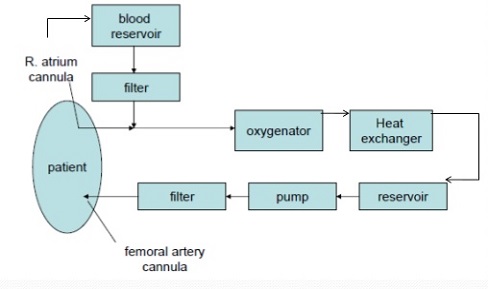 blood
reservoir
R. atrium
cannula
filter
oxygenator
Heat
exchanger
patient
filter
pump
reservoir
femoral artery
cannula